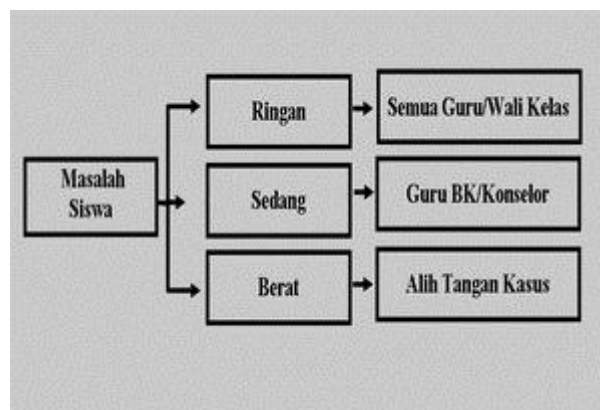 Masalah
Siswa
Ringan
Semua Guru/Wali Kelas
Sedang
Guru BK/Konselor
Berat
Alih Tangan Kasus